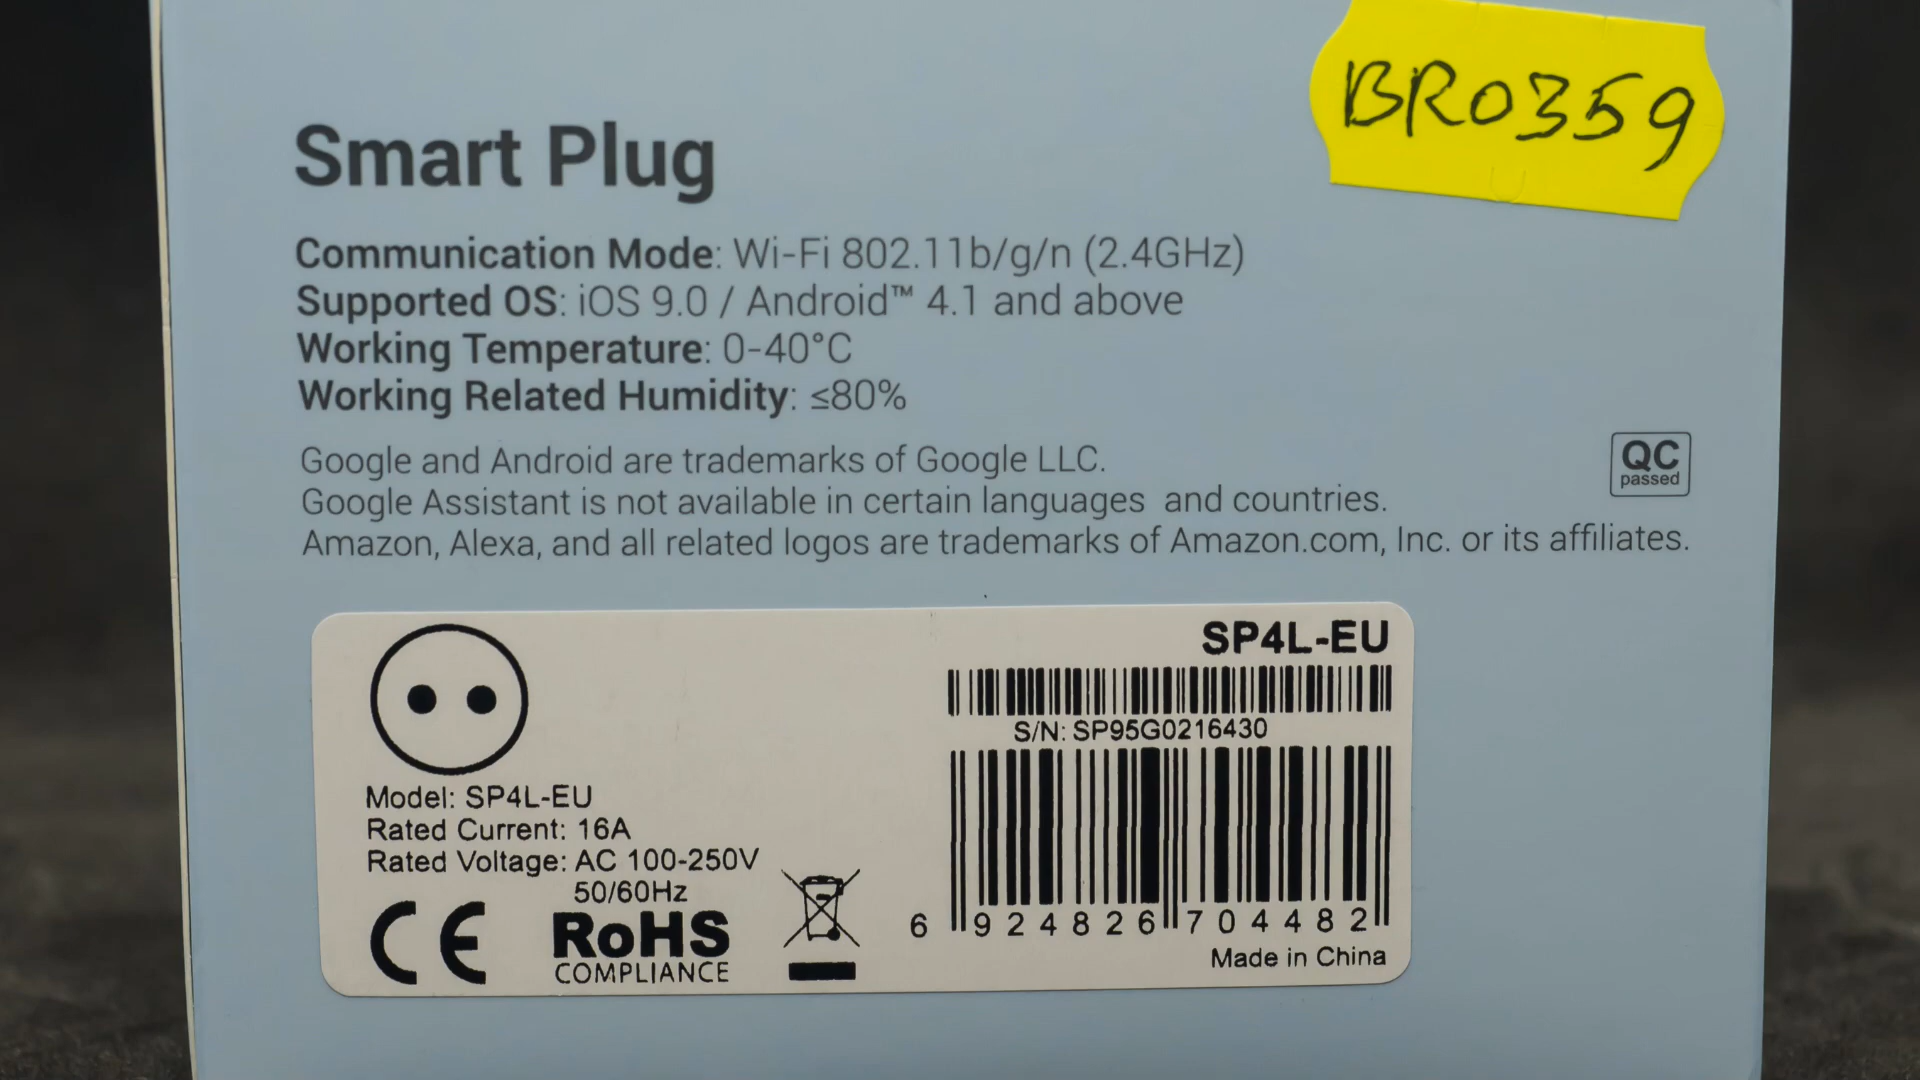 BR0359
Smart Plug
Communication Mode: Wi-Fi 802.11b/g/n (2.4GHz)
Supported OS: iOS 9.0 / Android™ 4.1 and above
Working Temperature: 0-40°C
Working Related Humidity: ≤80%
Google and Android are trademarks of Google LLC.
Google Assistant is not available in certain languages and countries.
Amazon, Alexa, and all related logos are trademarks of Amazon.com, Inc. or its affiliates.
QC
passed
SP4L-EU
S/N: SP95G0216430
Model: SP4L-EU
Rated Current: 16A
Rated Voltage: AC 100-250V
50/60Hz
CE
RoHS
COMPLIANCE
6 924826 704482
Made in China